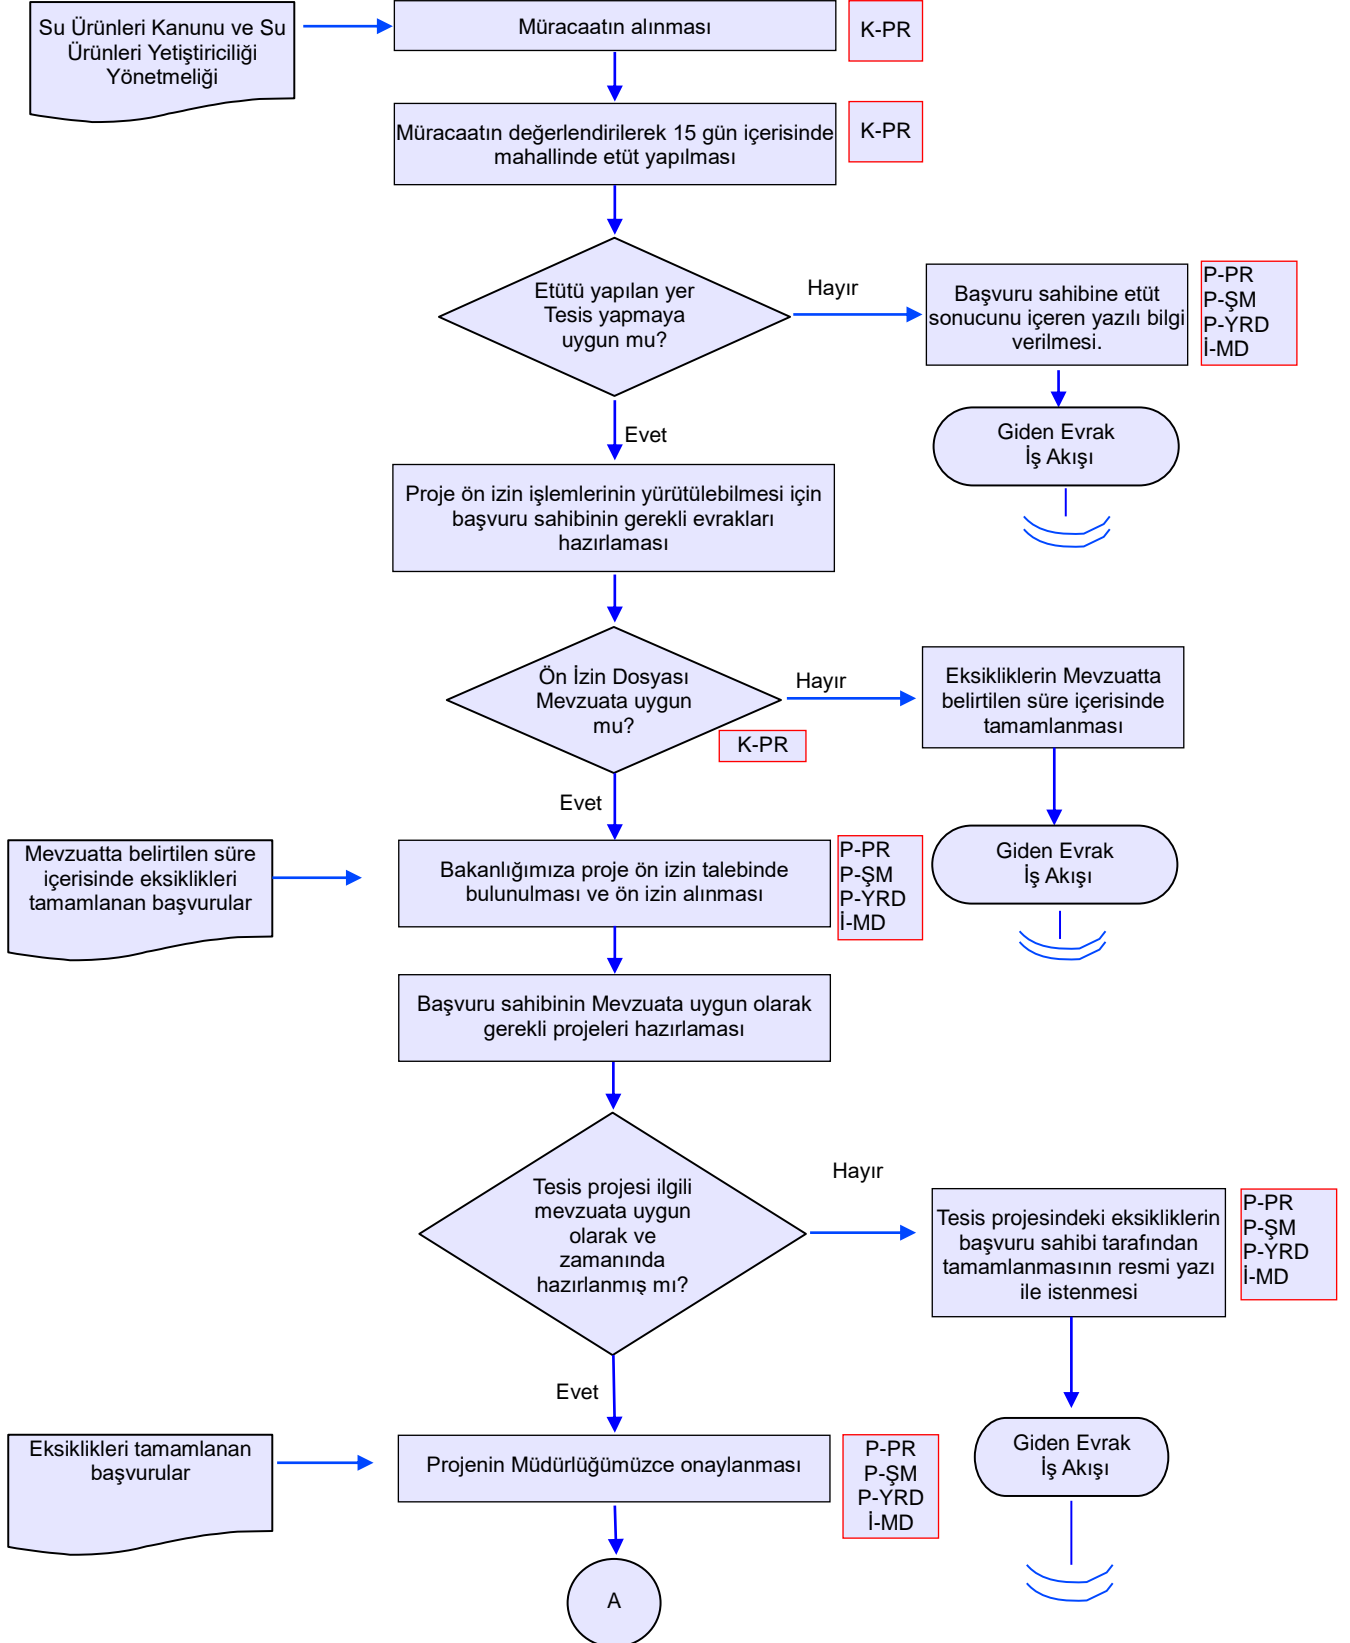 Su Ürünleri Kanunu ve Su
Ürünleri Yetiştiriciliği
Yönetmeliği
Müracaatın alınması
K-PR
Müracaatın değerlendirilerek 15 gün içerisinde
mahallinde etüt yapılması
K-PR
Etütü yapılan yer
Tesis yapmaya
uygun mu?
Hayır
Başvuru sahibine etüt
sonucunu içeren yazılı bilgi
verilmesi.
P-PR
P-ŞM
P-YRD
İ-MD
Giden Evrak
İş Akışı
Evet
Proje ön izin işlemlerinin yürütülebilmesi için
başvuru sahibinin gerekli evrakları
hazırlaması
Ön İzin Dosyası
Mevzuata uygun
mu?
K-PR
Hayır
Eksikliklerin Mevzuatta
belirtilen süre içerisinde
tamamlanması
Giden Evrak
İş Akışı
Evet
Mevzuatta belirtilen süre
içerisinde eksiklikleri
tamamlanan başvurular
Bakanlığımıza proje ön izin talebinde
bulunulması ve ön izin alınması
P-PR
P-ŞM
P-YRD
İ-MD
Başvuru sahibinin Mevzuata uygun olarak
gerekli projeleri hazırlaması
Tesis projesi ilgili
mevzuata uygun
olarak ve
zamanında
hazırlanmış mı?
Hayır
Tesis projesindeki eksikliklerin
başvuru sahibi tarafından
tamamlanmasının resmi yazı
ile istenmesi
P-PR
P-ŞM
P-YRD
İ-MD
Giden Evrak
İş Akışı
Evet
Eksiklikleri tamamlanan
başvurular
Projenin Müdürlüğümüzce onaylanması
P-PR
P-ŞM
P-YRD
İ-MD
A